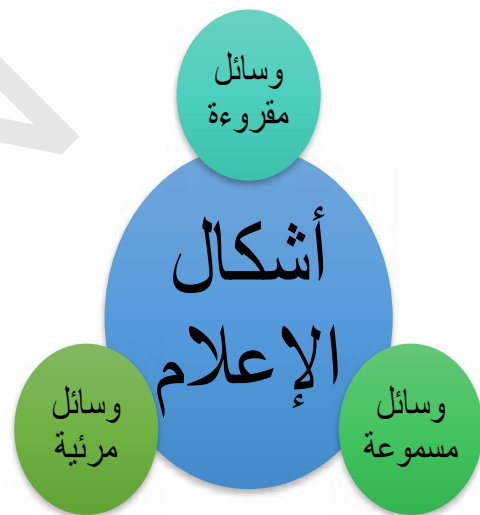 وسائل
مقروءة
أشكال
الإعلام
وسائل
مسموعة
وسائل
مرئية